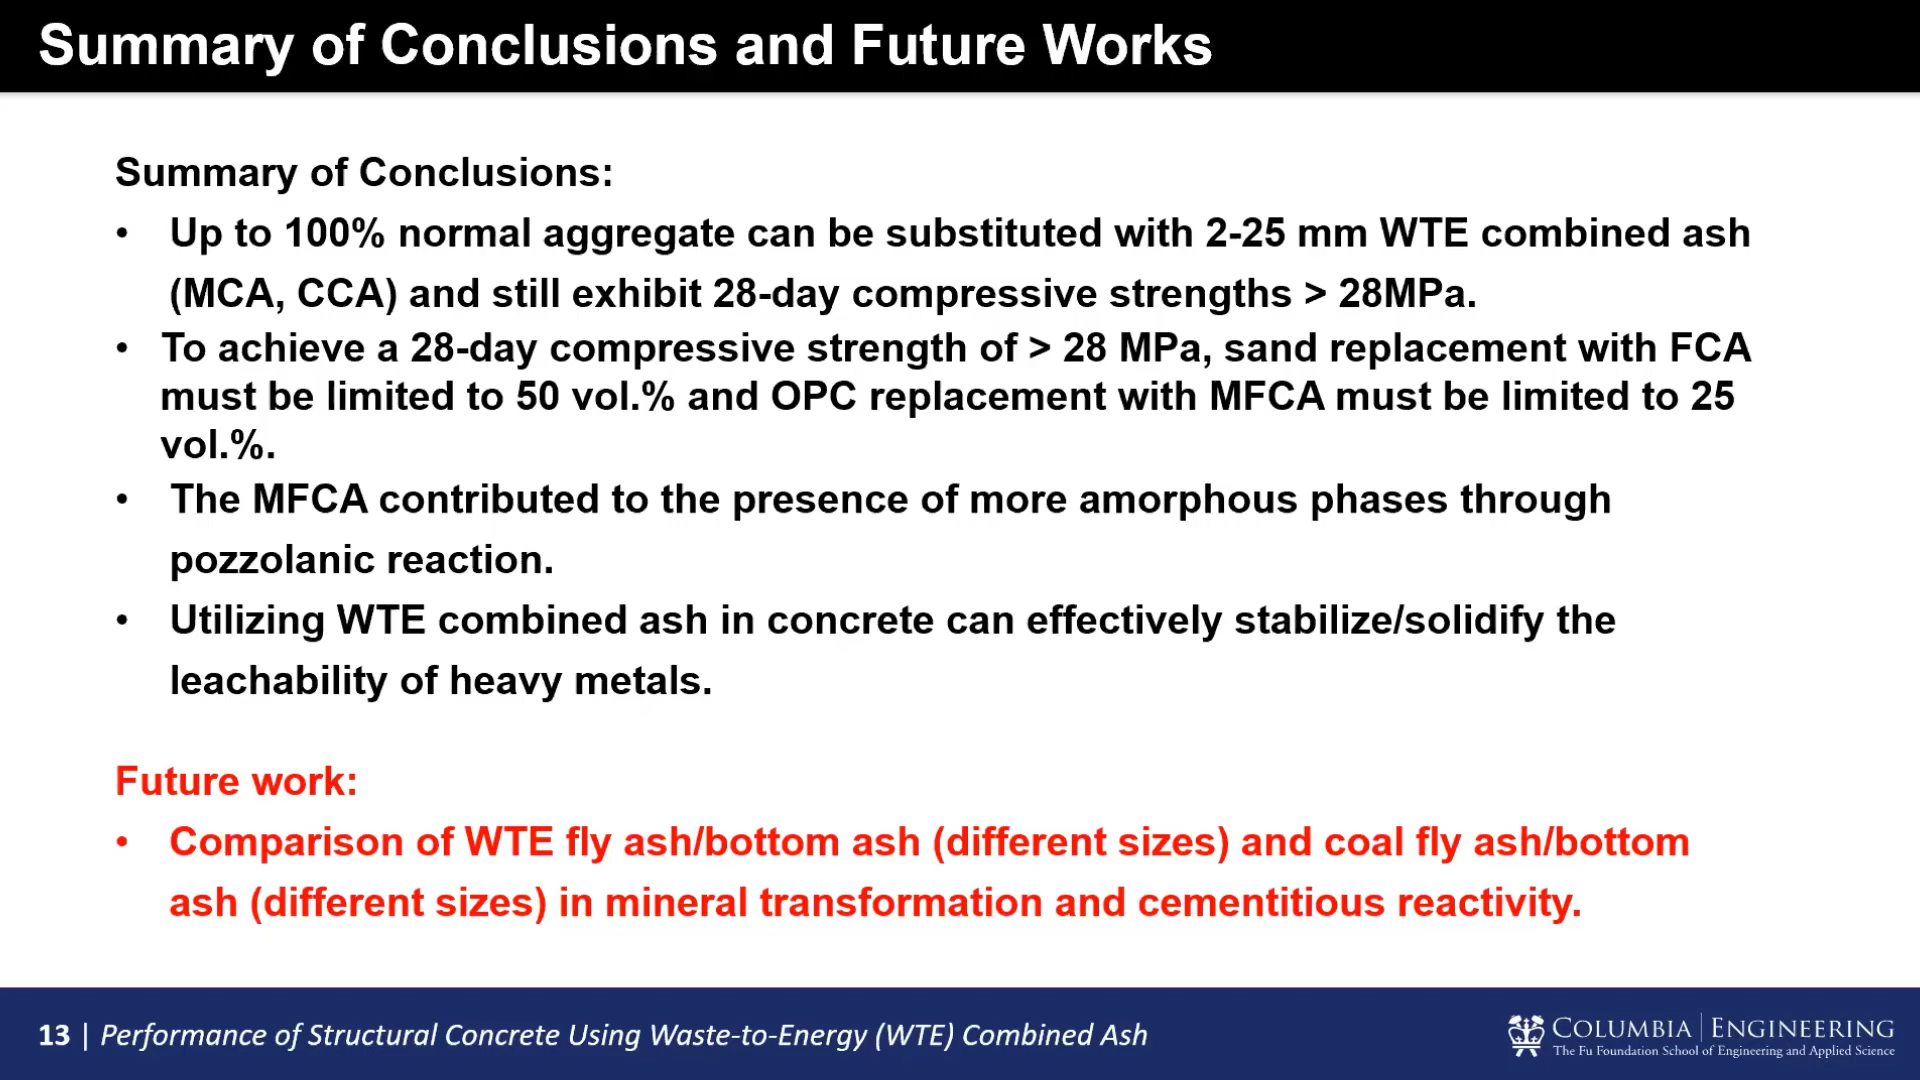 Summary of Conclusions and Future Works
Summary of Conclusions:
• Up to 100% normal aggregate can be substituted with 2-25 mm WTE combined ash
(MCA, CCA) and still exhibit 28-day compressive strengths > 28MPa.
• To achieve a 28-day compressive strength of > 28 MPa, sand replacement with FCA
must be limited to 50 vol.% and OPC replacement with MFCA must be limited to 25
vol.%.
• The MFCA contributed to the presence of more amorphous phases through
pozzolanic reaction.
• Utilizing WTE combined ash in concrete can effectively stabilize/solidify the
leachability of heavy metals.
Future work:
• Comparison of WTE fly ash/bottom ash (different sizes) and coal fly ash/bottom
ash (different sizes) in mineral transformation and cementitious reactivity.
13 | Performance of Structural Concrete Using Waste-to-Energy (WTE) Combined Ash
COLUMBIA | ENGINEERING
The Fu Foundation School of Engineering and Applied Science